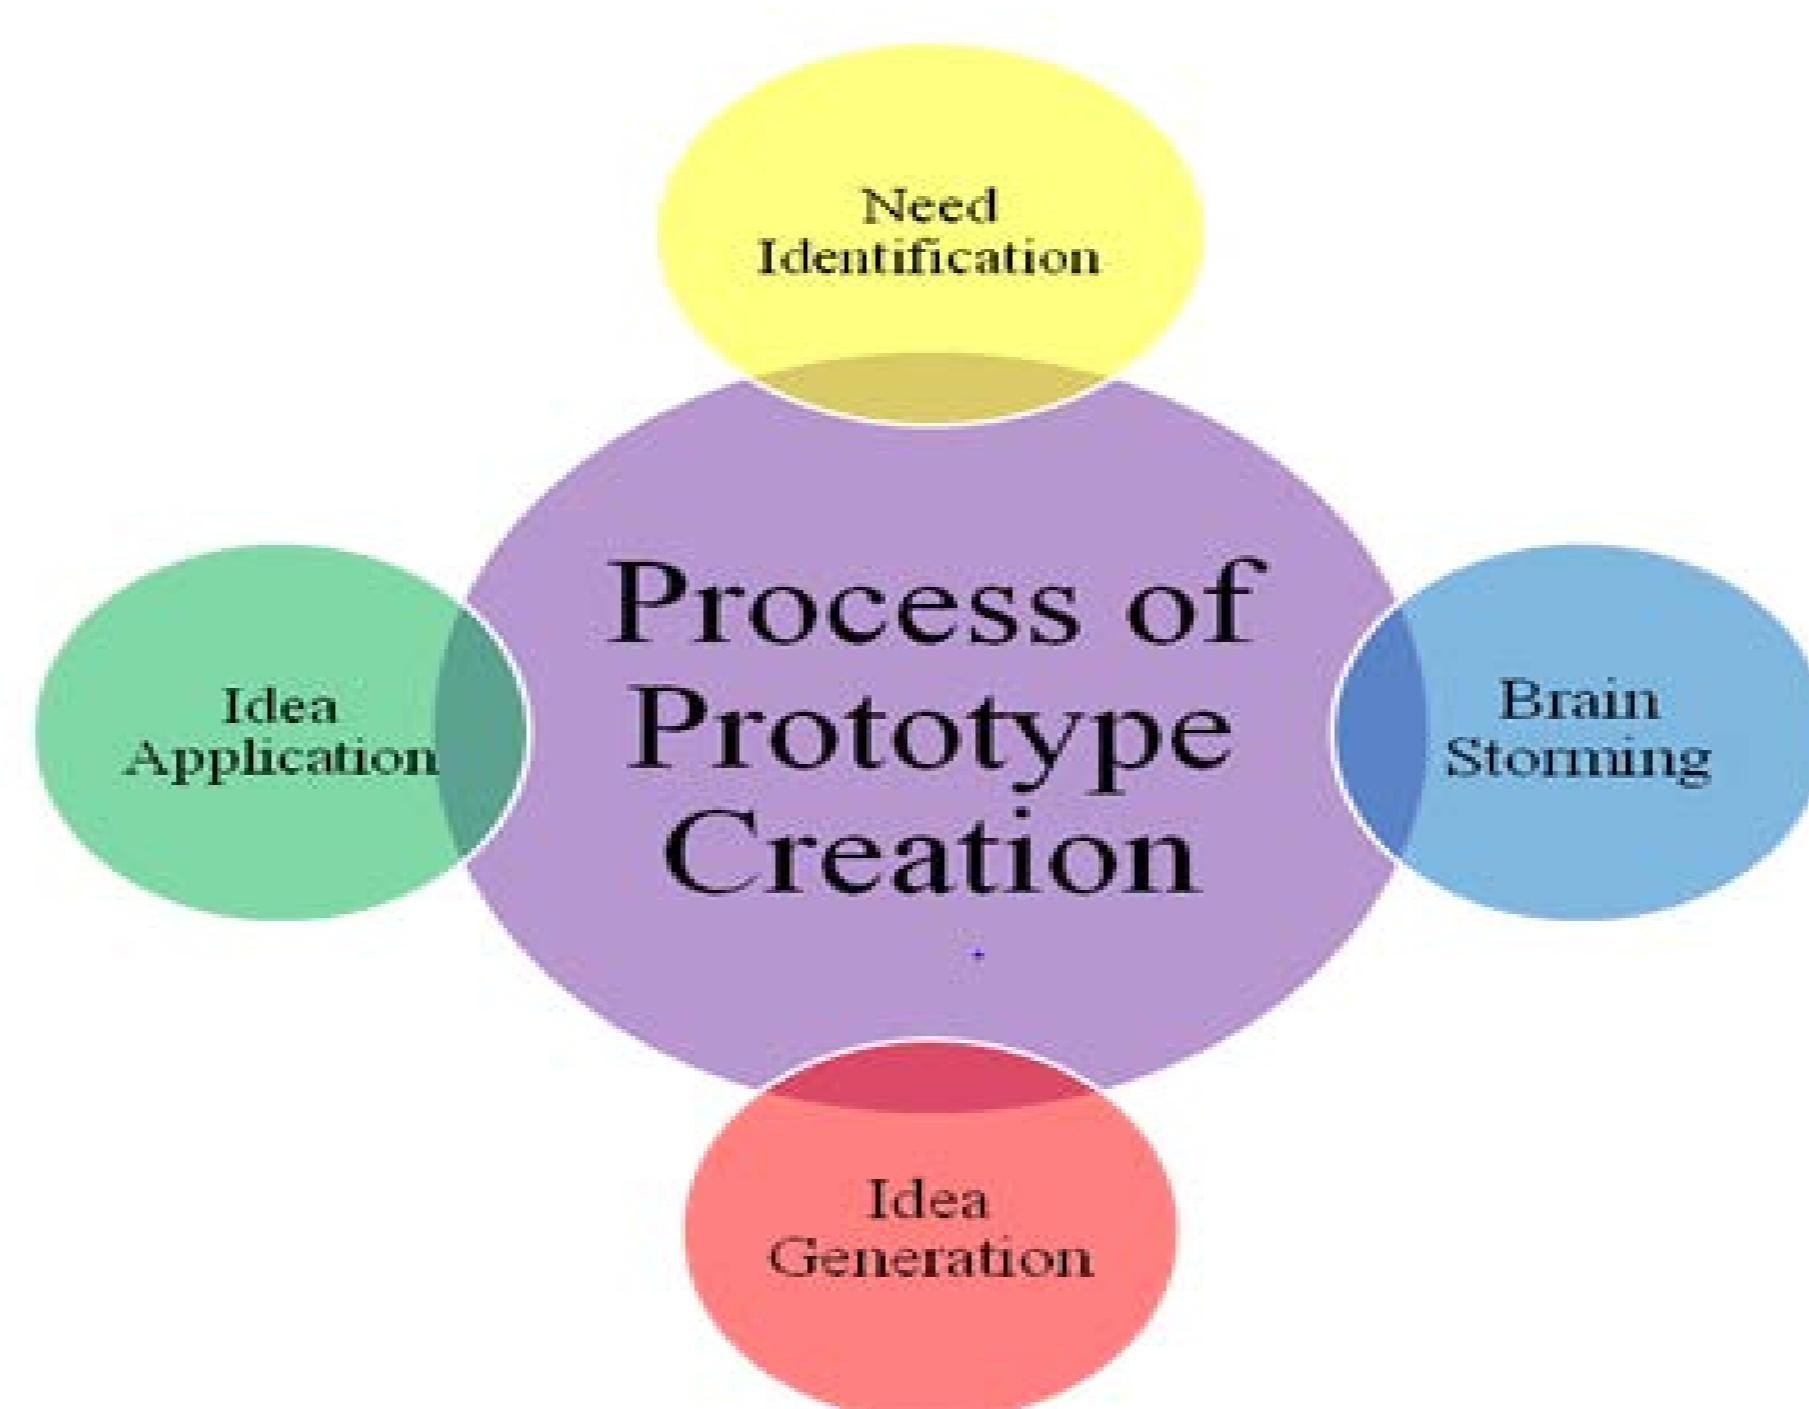 Need
Identification
Process of
Prototype
Creation
Idea
Application
Brain
Storming
Idea
Generation